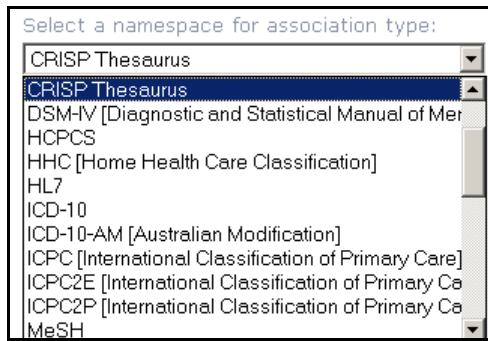 Select a namespace for association type:
CRISP Thesaurus
CRISP Thesaurus
DSM-IV [Diagnostic and Statistical Manual of Mer
HCPCS
HHC [Home Health Care Classification]
HL7
ICD-10
ICD-10-AM [Australian Modification]
ICPC [International Classification of Primary Care]
ICPC2E [International Classification of Primary Ca
ICPC2P [International Classification of Primary Ca
MeSH